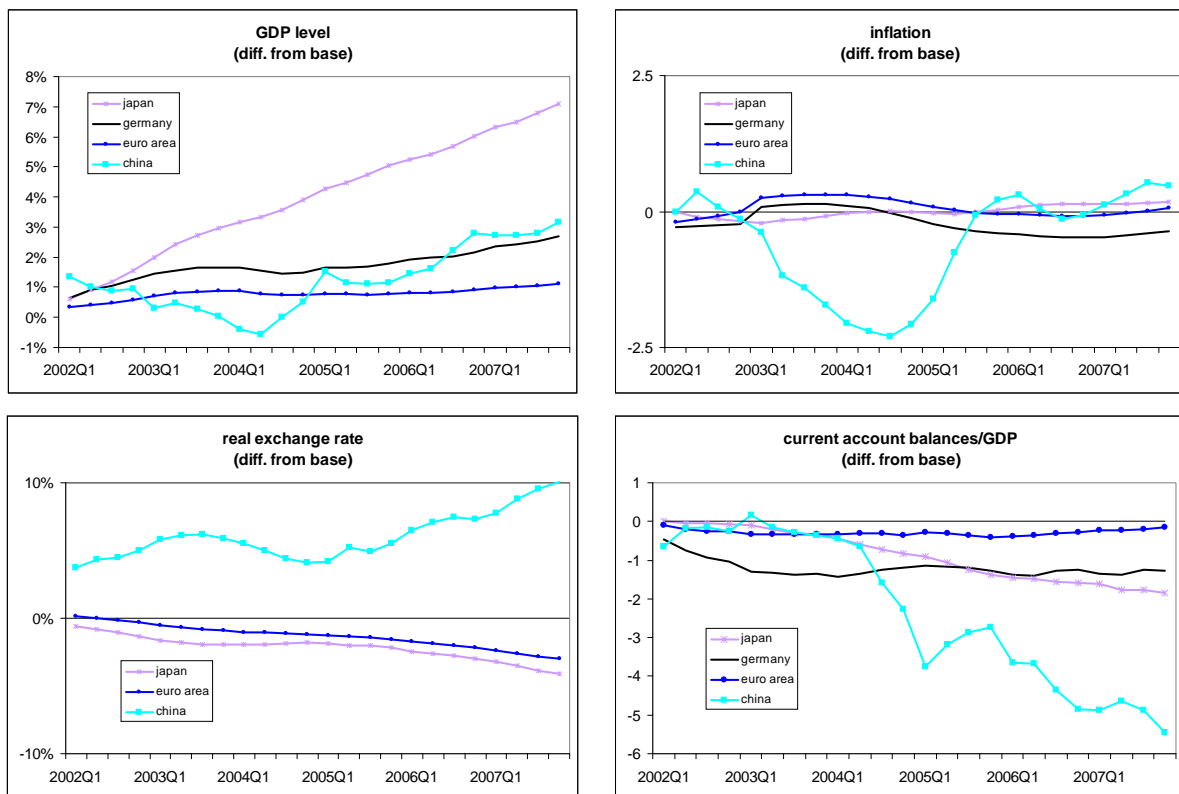 GDP level
(diff. from base)
8%
7%
6%
5%
4%
3%
2%
1%
0%
-1%
japan
germany
euro area
china
2002Q1 2003Q1 2004Q1 2005Q1 2006Q1 2007Q1
inflation
(diff. from base)
2.5
0
-2.5
japan
germany
euro area
china
2002Q1 2003Q1 2004Q1 2005Q1 2006Q1 2007Q1
real exchange rate
(diff. from base)
10%
0%
-10%
japan
euro area
china
2002Q1 2003Q1 2004Q1 2005Q1 2006Q1 2007Q1
current account balances/GDP
(diff. from base)
1
0
-1
-2
-3
-4
-5
-6
japan
germany
euro area
china
2002Q1 2003Q1 2004Q1 2005Q1 2006Q1 2007Q1